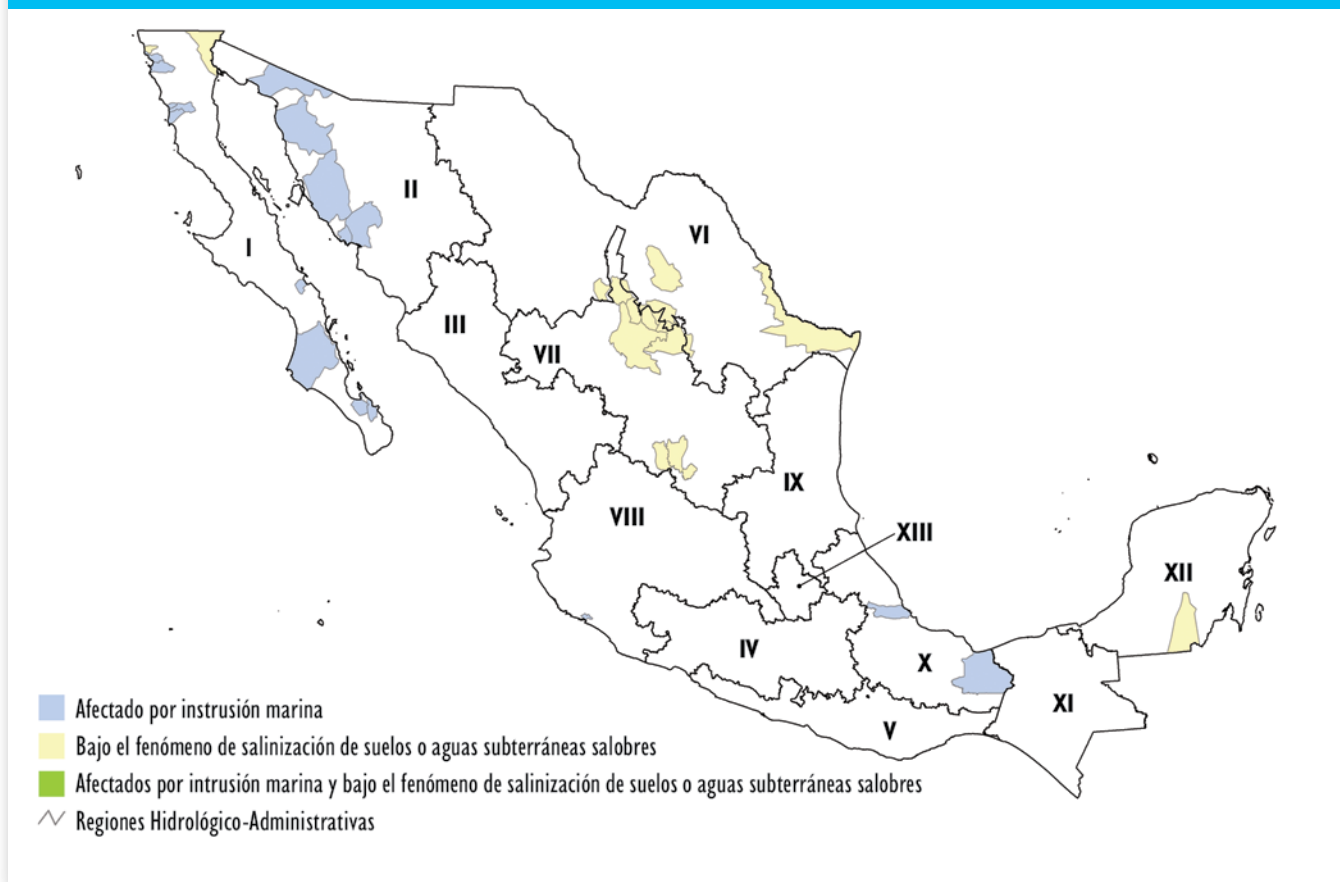 II
VI
I
III
VII
IX
VIII
XIII
XII
IV
X
XI
V
Afectado por instrusión marina
Bajo el fenómeno de salinización de suelos o aguas subterráneas salobres
Afectados por intrusión marina y bajo el fenómeno de salinización de suelos o aguas subterráneas salobres
Regiones Hidrológico-Administrativas